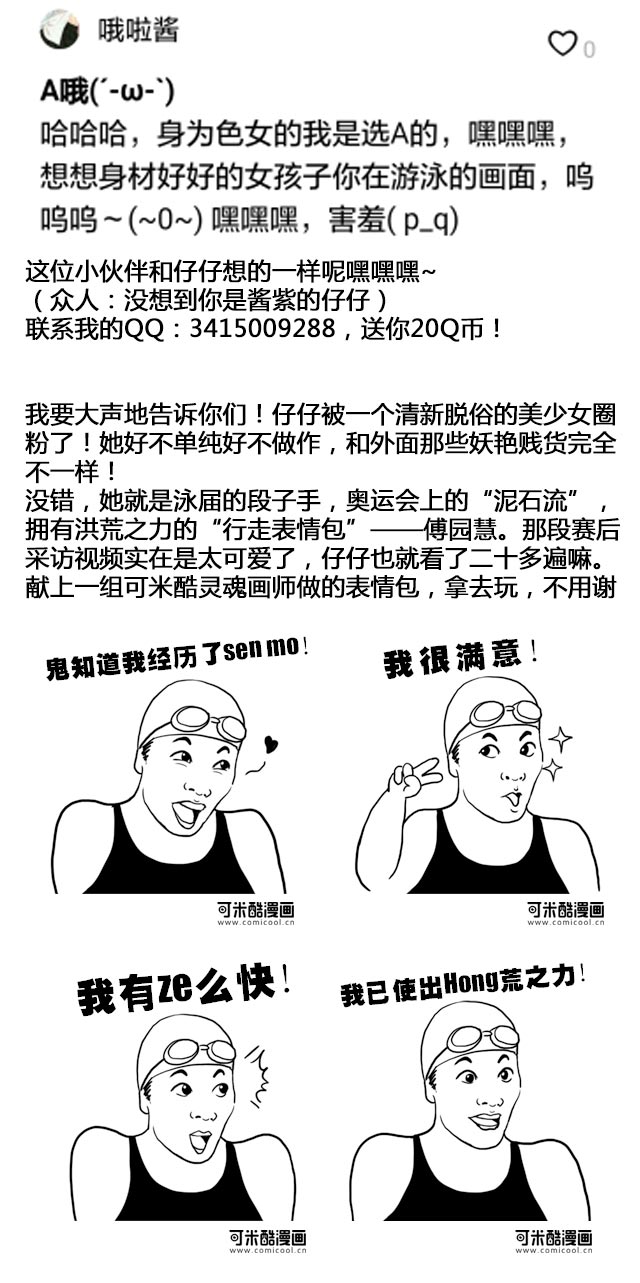 哦啦酱
0
A哦(´-ω-`)
哈哈哈，身为色女的我是选A的，嘿嘿嘿，
想想身材好好的女孩子你在游泳的画面，呜
呜呜～(~0~) 嘿嘿嘿，害羞( p_q)
这位小伙伴和仔仔想的一样呢嘿嘿嘿~
（众人：没想到你是酱紫的仔仔）
联系我的QQ：3415009288，送你20Q币！
我要大声地告诉你们！仔仔被一个清新脱俗的美少女圈
粉了！她好不单纯好不做作，和外面那些妖艳贱货完全
不一样！
没错，她就是泳届的段子手，奥运会上的“泥石流”，
拥有洪荒之力的“行走表情包”——傅园慧。那段赛后
采访视频实在是太可爱了，仔仔也就看了二十多遍嘛。
献上一组可米酷灵魂画师做的表情包，拿去玩，不用谢
鬼知道我经历了sen mo！
我很满意！
可米酷漫画
www.comicool.cn
可米酷漫画
www.comicool.cn
我有ze么快！
我已使出Hong荒之力！
可米酷漫画
www.comicool.cn
可米酷漫画
www.comicool.cn